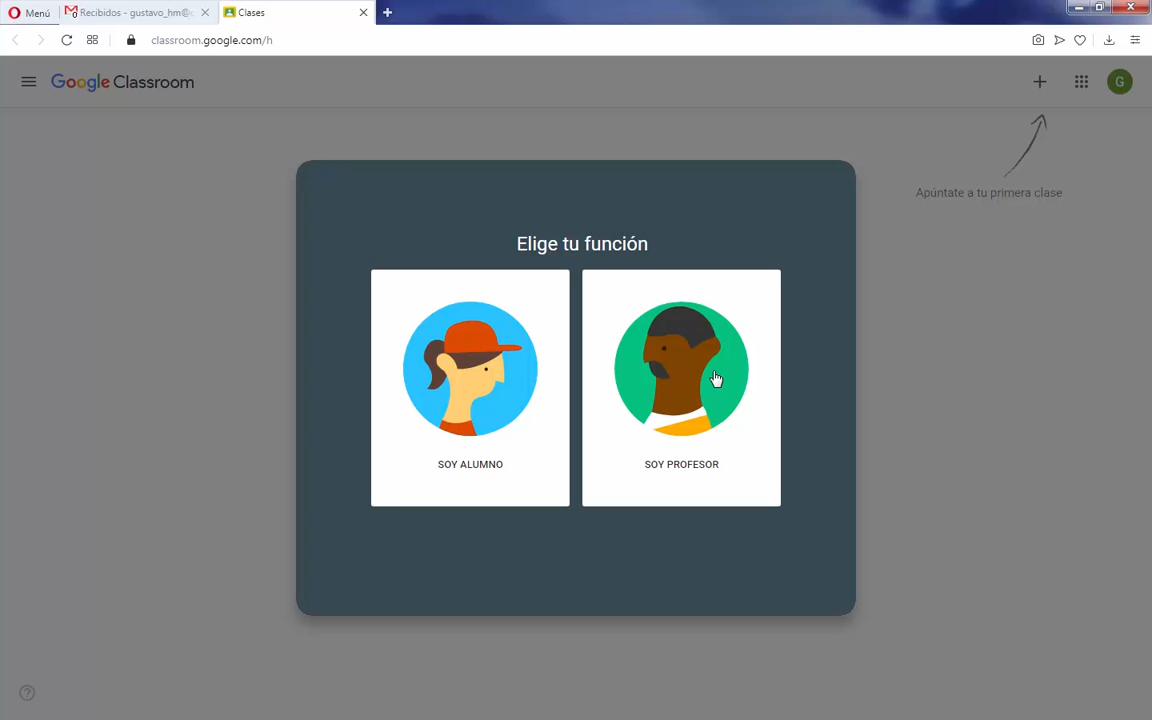 Menú
Recibidos - gustavo_hm@
Clases
classroom.google.com/h
Google Classroom
G
Apúntate a tu primera clase
Elige tu función
SOY ALUMNO
SOY PROFESOR